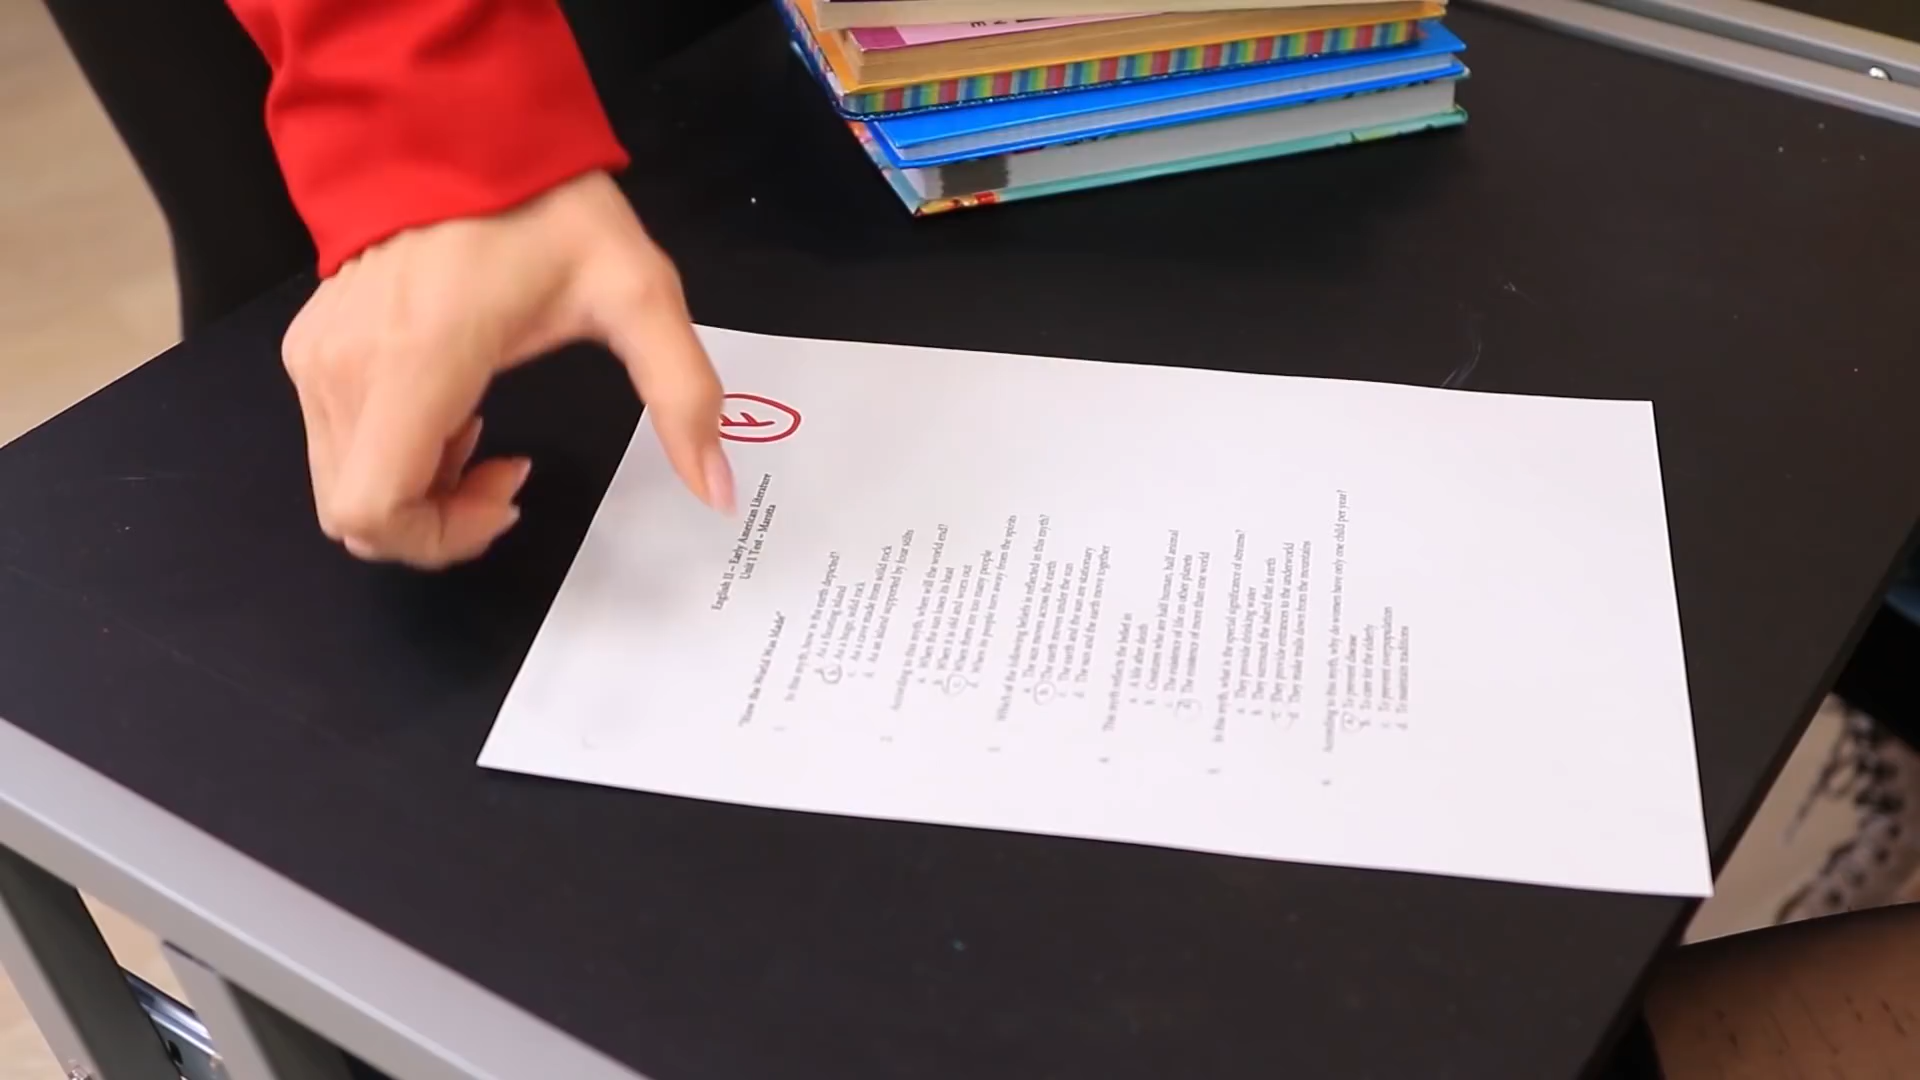 English II – Early American Literature
Unit 1 Test – Marotta
"How the World Was Made"
1. In this myth, how is the earth depicted?
a. As a floating island
b. As a huge, solid rock
c. As a cave made from solid rock
d. As an island supported by four stilts
2. According to this myth, when will the world end?
a. When the sun loses its heat
b. When it is old and worn out
c. When there are too many people
d. When its people turn away from the spirits
3. Which of the following beliefs is reflected in this myth?
a. The sun moves across the earth
b. The earth moves under the sun
c. The earth and the sun are stationary
d. The sun and the earth move together
4. This myth reflects the belief in
a. A life after death
b. Creatures who are half human, half animal
c. The existence of life on other planets
d. The existence of more than one world
5. In this myth, what is the special significance of streams?
a. They provide drinking water
b. They surround the island that is earth
c. They provide entrances to the underworld
d. They make trails down from the mountains
6. According to this myth, why do women have only one child per year?
a. To prevent disease
b. To care for the elderly
c. To prevent overpopulation
d. To maintain traditions